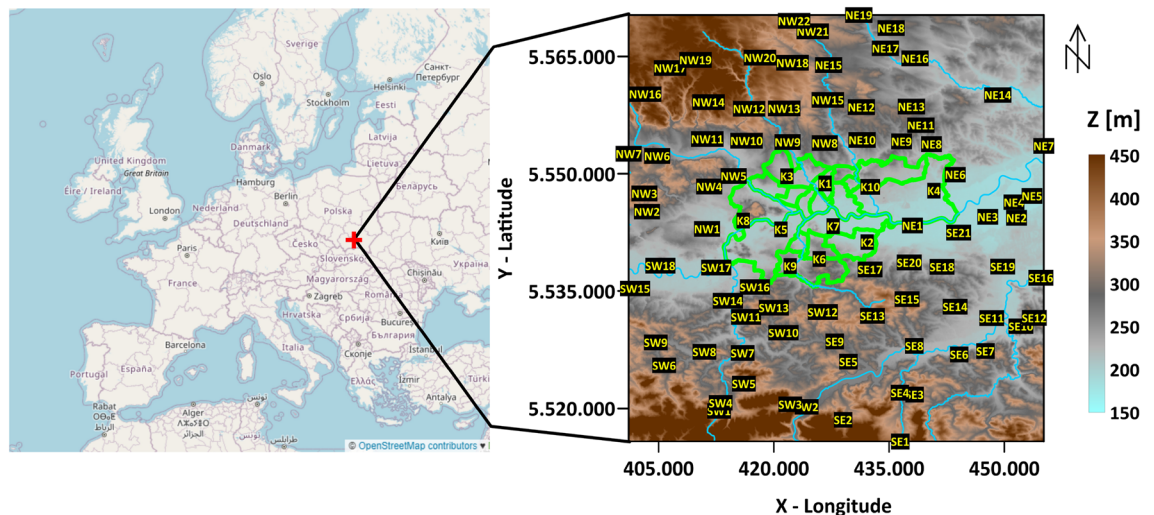 Sverige
Norge
Санкт-
Петербург
Oslo
Helsinki
Stockholm
Eesti
Latvija
Danmark
Lietuva
United Kingdom
Great Britain
Беларусь
Éire / Ireland
Hamburg
Nederland
Berlin
Polska
London
Deutschland
Київ
Paris
Česko
Україна
Slovensko
France
Magyarország
Chișinău
România
Zagreb
Hrvatska
Србија
București
Italia
България
Barcelona
Скопје
İstanbul
Portugal
España
Ελλάς
İzmir
Türki
Antalya
Rabat
Alger
تونس
© OpenStreetMap contributors ♥
Y - Latitude
5.565.000
5.550.000
5.535.000
5.520.000
NE19
NW22
NW21
NE18
NE17
NW20
NW19
NW18
NE15
NE16
NW17
NW16
NE14
NW14
NW12
NW13
NW15
NE12
NE13
NE11
NW11
NW10
NW9
NW8
NE10
NE9
NE8
NE7
NW7
NW6
NW5
K3
K1
K10
K4
NE6
NW4
NW3
NE5
NE4
NW2
NE3
NE2
NW1
K8
K5
K7
NE1
SE21
K2
SW18
SW17
K9
K6
SE17
SE20
SE18
SE19
SE16
SW15
SW16
SW14
SW13
SW12
SE15
SE14
SW11
SE13
SE11
SE12
SE10
SW10
SW9
SW8
SW7
SE9
SE8
SE7
SE6
SE5
SW6
SW5
SE4
SE3
SW4
SW1
SW3
W2
SE2
SE1
405.000
420.000
435.000
450.000
X - Longitude
N
Z [m]
450
400
350
300
250
200
150